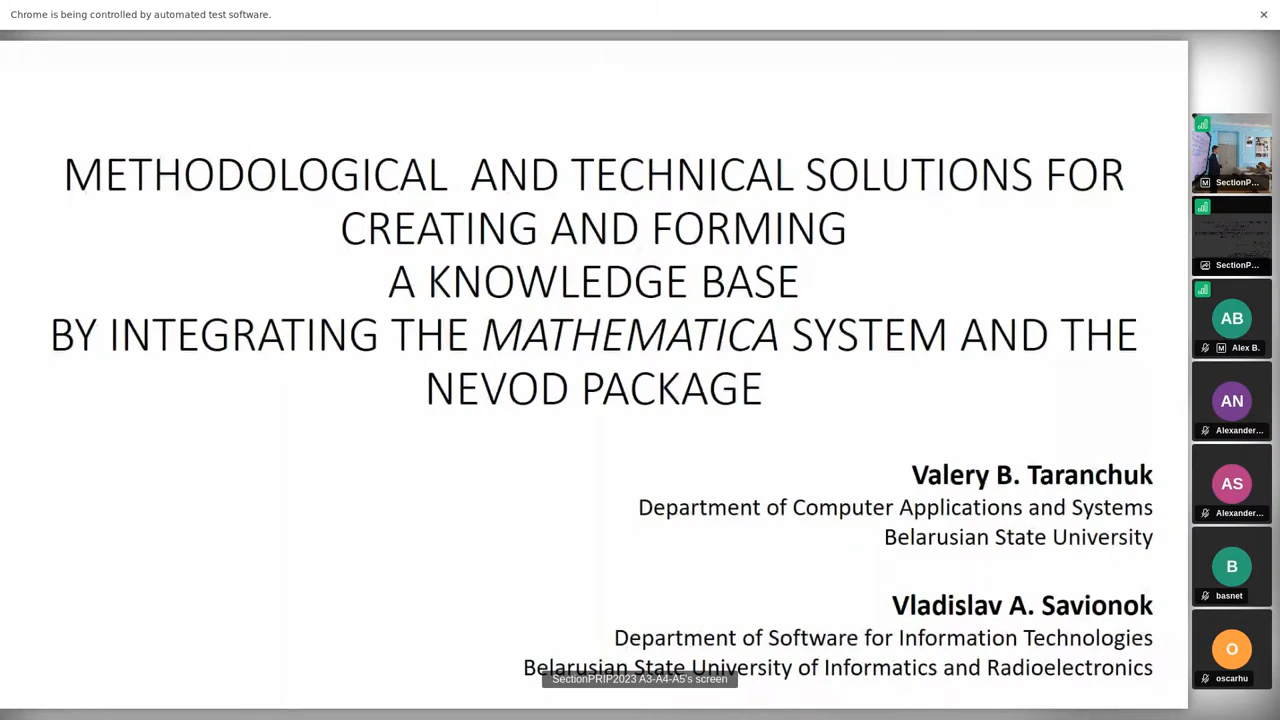 Chrome is being controlled by automated test software.
METHODOLOGICAL AND TECHNICAL SOLUTIONS FOR
CREATING AND FORMING
A KNOWLEDGE BASE
BY INTEGRATING THE MATHEMATICA SYSTEM AND THE
NEVOD PACKAGE
Valery B. Taranchuk
Department of Computer Applications and Systems
Belarusian State University
Vladislav A. Savionok
Department of Software for Information Technologies
Belarusian State University of Informatics and Radioelectronics
SectionPRIP2023 A3-A4-A5's screen
SectionP...
SectionP...
AB
Alex B.
AN
Alexander...
AS
Alexander...
B
basnet
O
oscarhu